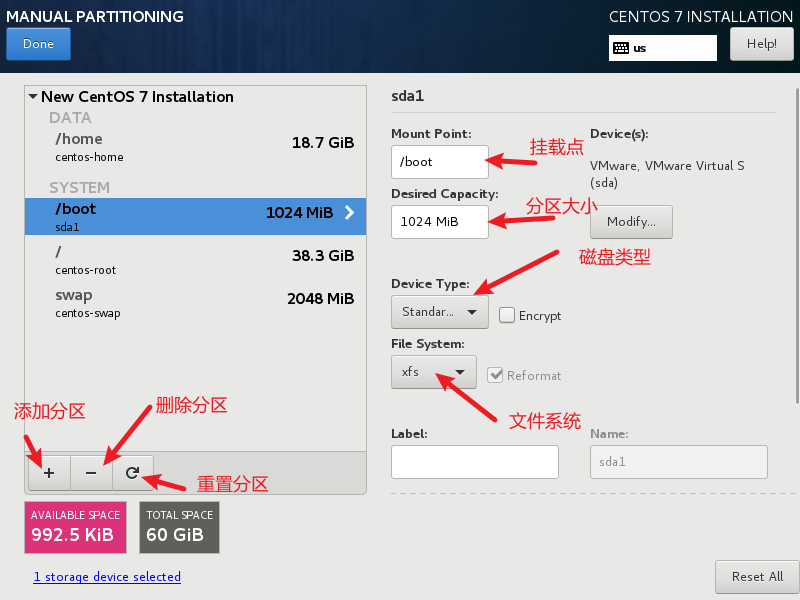 MANUAL PARTITIONING
CENTOS 7 INSTALLATION
Done
us
Help!
New CentOS 7 Installation
DATA
/home
18.7 GiB
centos-home
SYSTEM
/boot
1024 MiB
sda1
/
38.3 GiB
centos-root
swap
2048 MiB
centos-swap
添加分区
删除分区
+
-
重置分区
AVAILABLE SPACE
992.5 KiB
TOTAL SPACE
60 GiB
1 storage device selected
sda1
Mount Point:
/boot
挂载点
Device(s):
VMware, VMware Virtual S
(sda)
Desired Capacity:
1024 MiB
分区大小
Modify...
磁盘类型
Device Type:
Standar...
Encrypt
File System:
xfs
Reformat
文件系统
Label:
Name:
sda1
Reset All